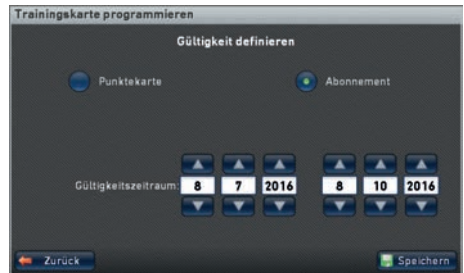 Trainingskarte programmieren
Gültigkeit definieren
Punktekarte Abonnement
Gültigkeitszeitraum: 8 7 2016 8 10 2016
Zurück Speichern